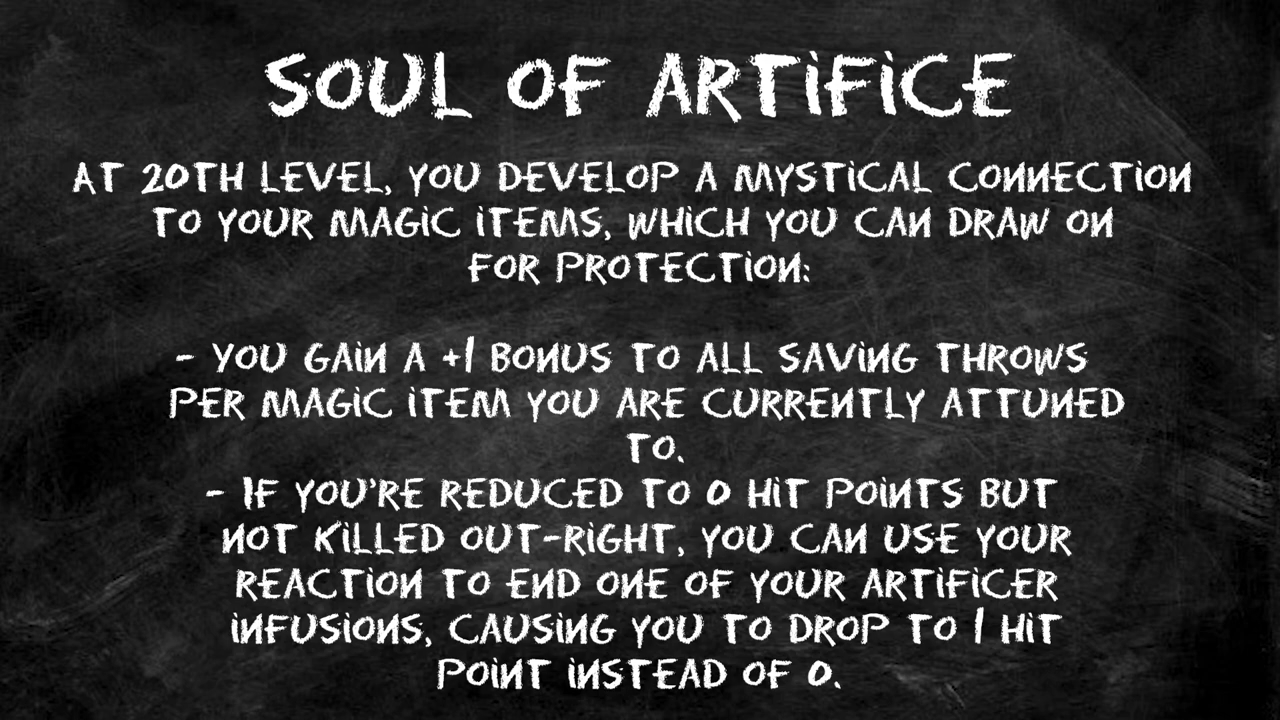 SOUL OF ARTIFICE
AT 20TH LEVEL, YOU DEVELOP A MYSTICAL CONNECTION
TO YOUR MAGIC ITEMS, WHICH YOU CAN DRAW ON
FOR PROTECTION:
- YOU GAIN A +1 BONUS TO ALL SAVING THROWS
PER MAGIC ITEM YOU ARE CURRENTLY ATTUNED
TO.
- IF YOU'RE REDUCED TO 0 HIT POINTS BUT
NOT KILLED OUT-RIGHT, YOU CAN USE YOUR
REACTION TO END ONE OF YOUR ARTIFICER
INFUSIONS, CAUSING YOU TO DROP TO 1 HIT
POINT INSTEAD OF 0.